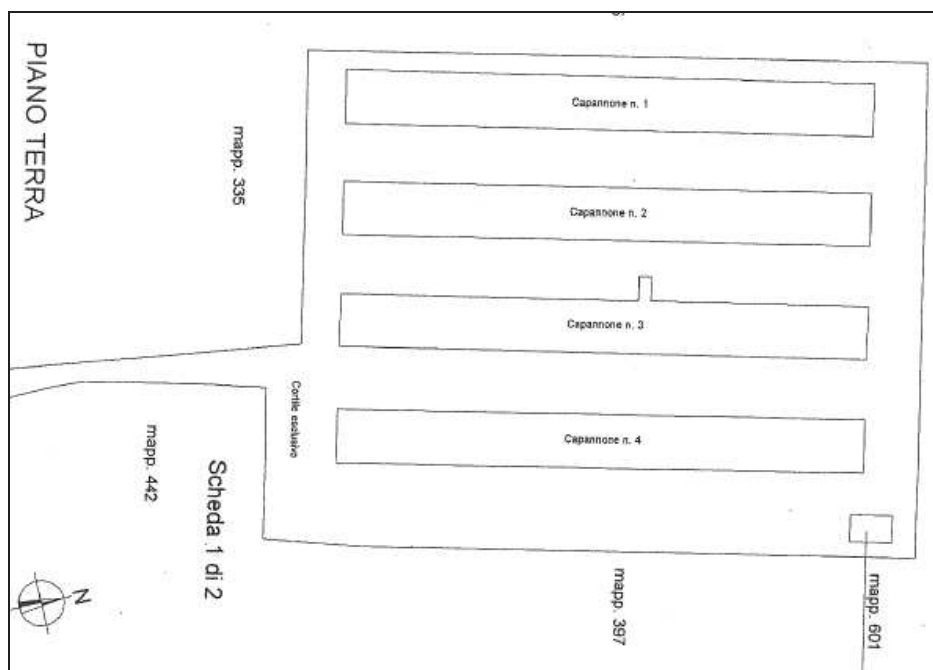 PIANO TERRA
mapp. 335
Capannone n. 1
Capannone n. 2
Capannone n. 3
Capannone n. 4
Cortile esclusivo
mapp. 442
Scheda 1 di 2
N
mapp. 397
mapp. 601